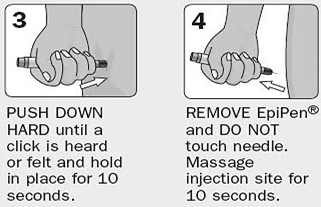 3
PUSH DOWN
HARD until a
click is heard
or felt and hold
in place for 10
seconds.
4
REMOVE EpiPen®
and DO NOT
touch needle.
Massage
injection site for
10 seconds.